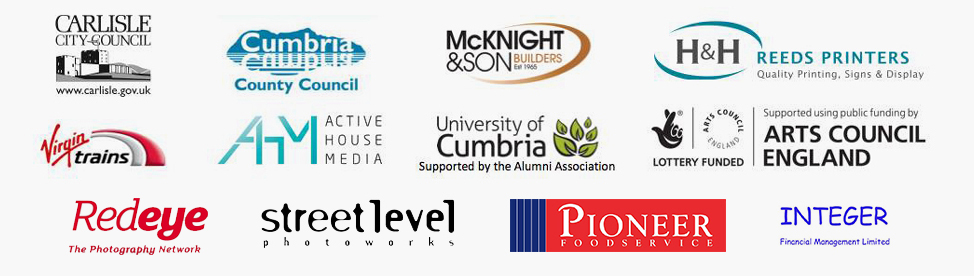 CARLISLE
CITY COUNCIL
www.carlisle.gov.uk
Cumbria
County Council
McKNIGHT
&SON BUILDERS
Est 1965
H&H REEDS PRINTERS
Quality Printing, Signs & Display
Virgin
trains
AHM ACTIVE
HOUSE
MEDIA
University of
Cumbria
Supported by the Alumni Association
LOTTERY FUNDED
ARTS COUNCIL
ENGLAND
Supported using public funding by
ARTS COUNCIL
ENGLAND
Redeye
The Photography Network
street level
photoworks
PIONEER
FOODSERVICE
INTEGER
Financial Management Limited